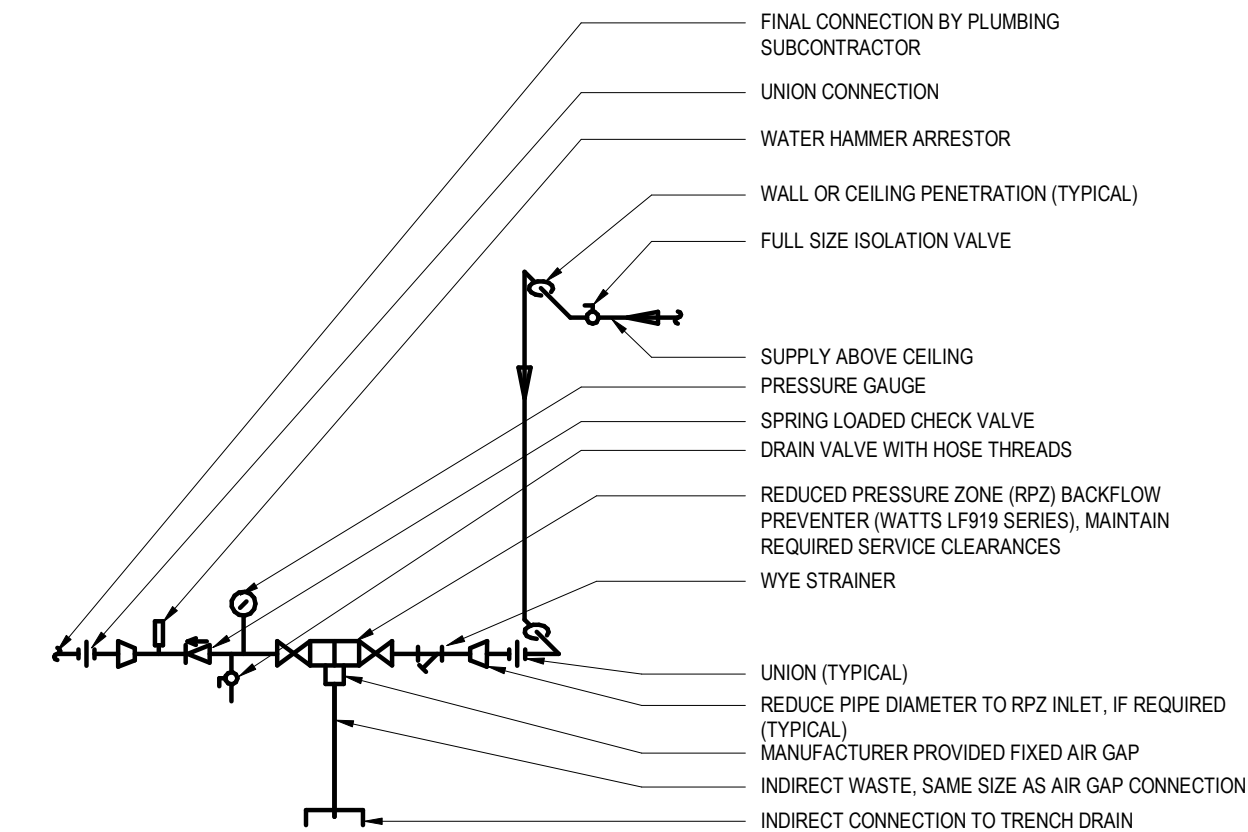 FINAL CONNECTION BY PLUMBING
SUBCONTRACTOR
UNION CONNECTION
WATER HAMMER ARRESTOR
WALL OR CEILING PENETRATION (TYPICAL)
FULL SIZE ISOLATION VALVE
SUPPLY ABOVE CEILING
PRESSURE GAUGE
SPRING LOADED CHECK VALVE
DRAIN VALVE WITH HOSE THREADS
REDUCED PRESSURE ZONE (RPZ) BACKFLOW
PREVENTER (WATTS LF919 SERIES), MAINTAIN
REQUIRED SERVICE CLEARANCES
WYE STRAINER
UNION (TYPICAL)
REDUCE PIPE DIAMETER TO RPZ INLET, IF REQUIRED
(TYPICAL)
MANUFACTURER PROVIDED FIXED AIR GAP
INDIRECT WASTE, SAME SIZE AS AIR GAP CONNECTION
INDIRECT CONNECTION TO TRENCH DRAIN